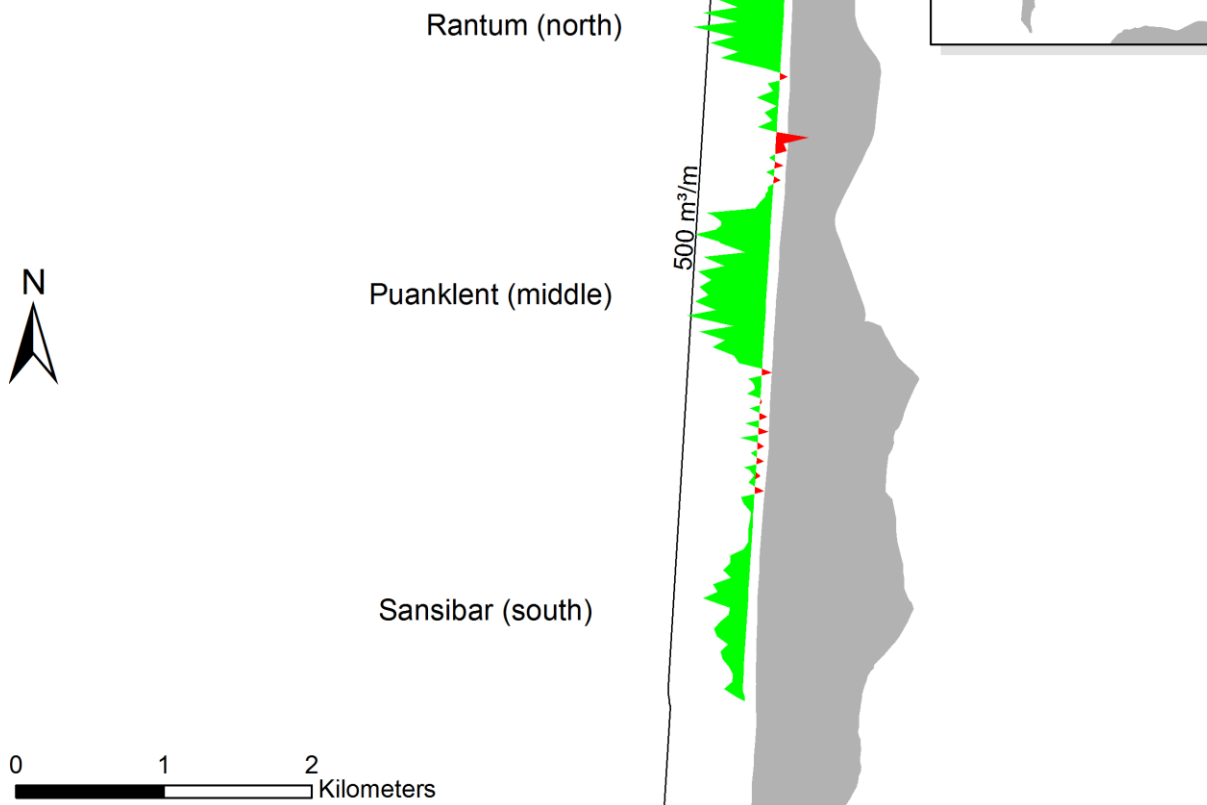 Rantum (north)
500 m³/m
N
Puanklent (middle)
Sansibar (south)
0 1 2
Kilometers